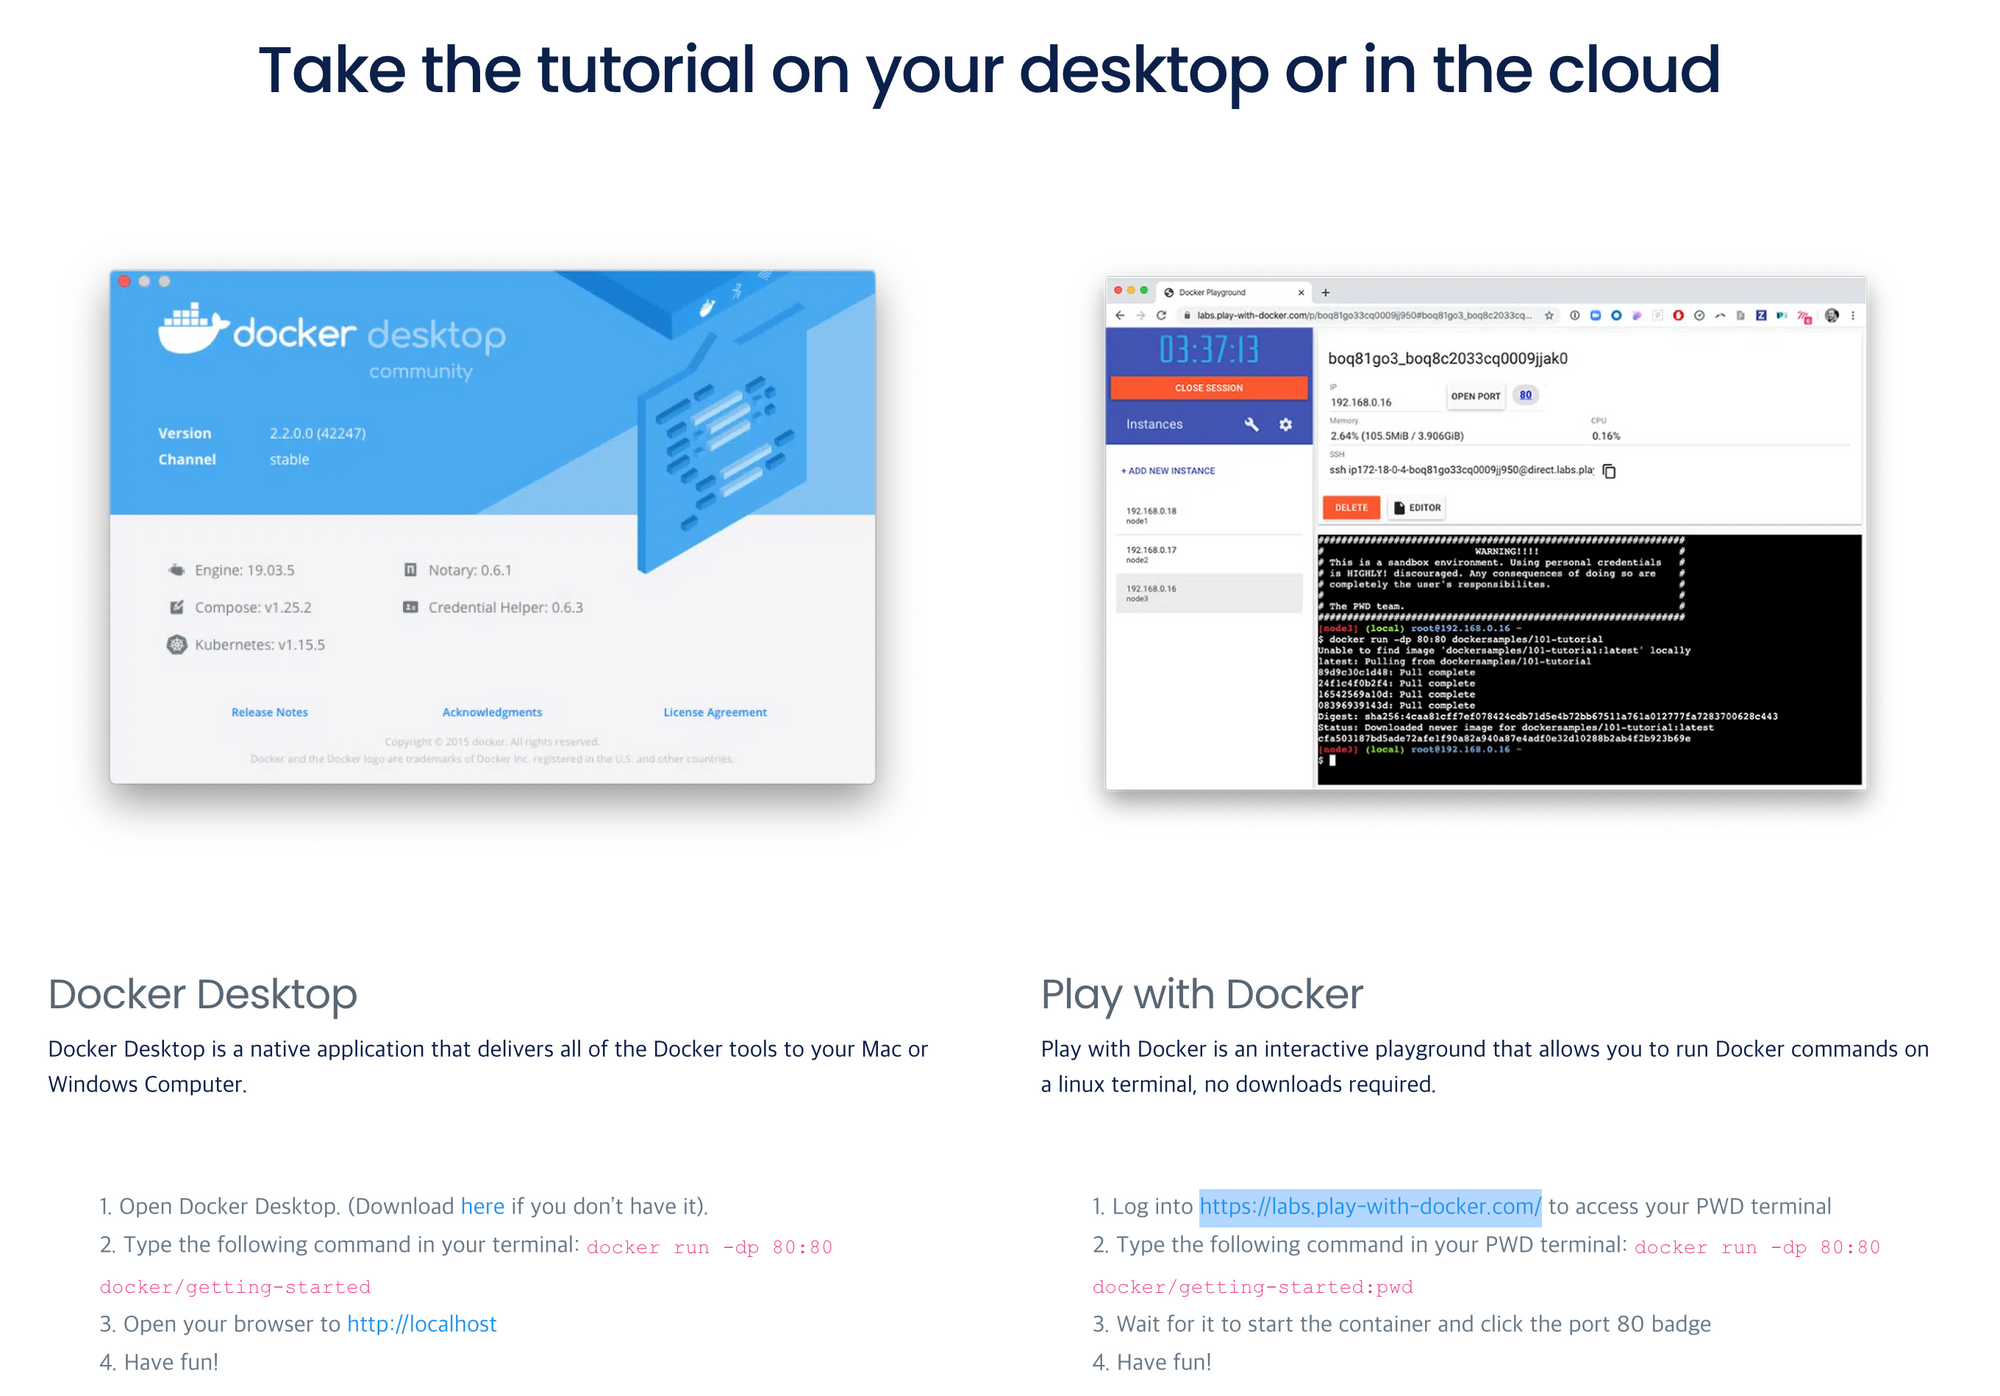 Take the tutorial on your desktop or in the cloud
docker desktop
community
Version 2.2.0.0 (42247)
Channel stable
Engine: 19.03.5 Notary: 0.6.1
Compose: v1.25.2 Credential Helper: 0.6.3
Kubernetes: v1.15.5
Release Notes Acknowledgments License Agreement
Copyright © 2015 docker. All rights reserved.
Docker and the Docker logo are trademarks of Docker Inc. registered in the U.S. and other countries.
Docker Playground
labs.play-with-docker.com/p/boq81go33cq0009jj950#boq81go3_boq8c2033cq...
03:37:13
CLOSE SESSION
Instances
+ ADD NEW INSTANCE
192.168.0.18
node1
192.168.0.17
node2
192.168.0.16
node3
boq81go3_boq8c2033cq0009jjak0
IP
192.168.0.16 OPEN PORT 80
Memory CPU
2.64% (105.5MiB / 3.906GiB) 0.16%
SSH
ssh ip172-18-0-4-boq81go33cq0009jj950@direct.labs.pla
DELETE EDITOR
###############################################################
# WARNING!!!! #
# This is a sandbox environment. Using personal credentials #
# is HIGHLY! discouraged. Any consequences of doing so are #
# completely the user's responsibilites. #
# #
# The PWD team. #
###############################################################
[node3] (local) root@192.168.0.16 ~
$ docker run -dp 80:80 dockersamples/101-tutorial
Unable to find image 'dockersamples/101-tutorial:latest' locally
latest: Pulling from dockersamples/101-tutorial
89d9c30c1d48: Pull complete
24f1c4f0b2f4: Pull complete
16542569a10d: Pull complete
08396939143d: Pull complete
Digest: sha256:4caa81cff7ef078424cdb71d5e4b72bb67511a761a012777fa7283700628c443
Status: Downloaded newer image for dockersamples/101-tutorial:latest
cfa503187bd5ade72afe1f90a82a940a87e4adf0e32d10288b2ab4f2b923b69e
[node3] (local) root@192.168.0.16 ~
$
Docker Desktop
Docker Desktop is a native application that delivers all of the Docker tools to your Mac or
Windows Computer.
1. Open Docker Desktop. (Download here if you don't have it).
2. Type the following command in your terminal: docker run -dp 80:80
docker/getting-started
3. Open your browser to http://localhost
4. Have fun!
Play with Docker
Play with Docker is an interactive playground that allows you to run Docker commands on
a linux terminal, no downloads required.
1. Log into https://labs.play-with-docker.com/ to access your PWD terminal
2. Type the following command in your PWD terminal: docker run -dp 80:80
docker/getting-started:pwd
3. Wait for it to start the container and click the port 80 badge
4. Have fun!